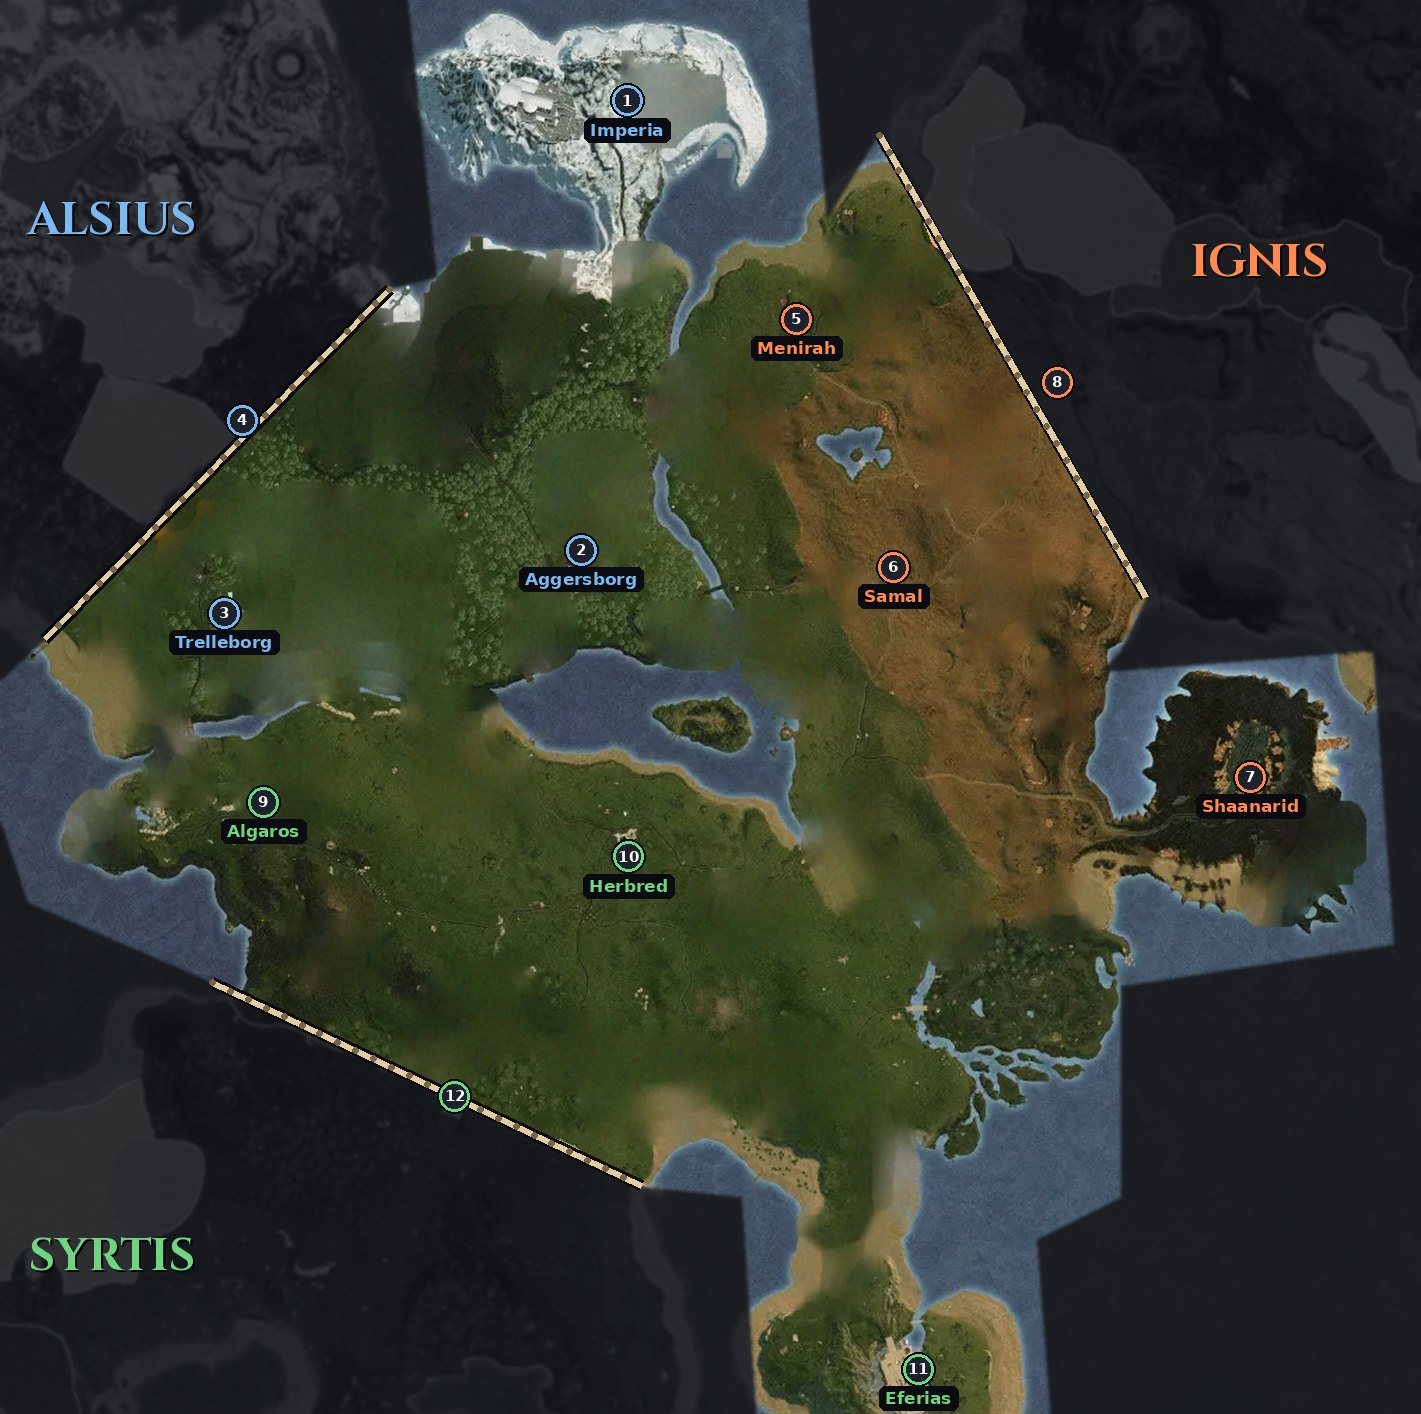 1
Imperia
ALSIUS
IGNIS
5
Menirah
8
4
2
Aggersborg
6
Samal
3
Trelleborg
7
Shaanarid
9
Algaros
10
Herbred
12
SYRTIS
11
Eferias